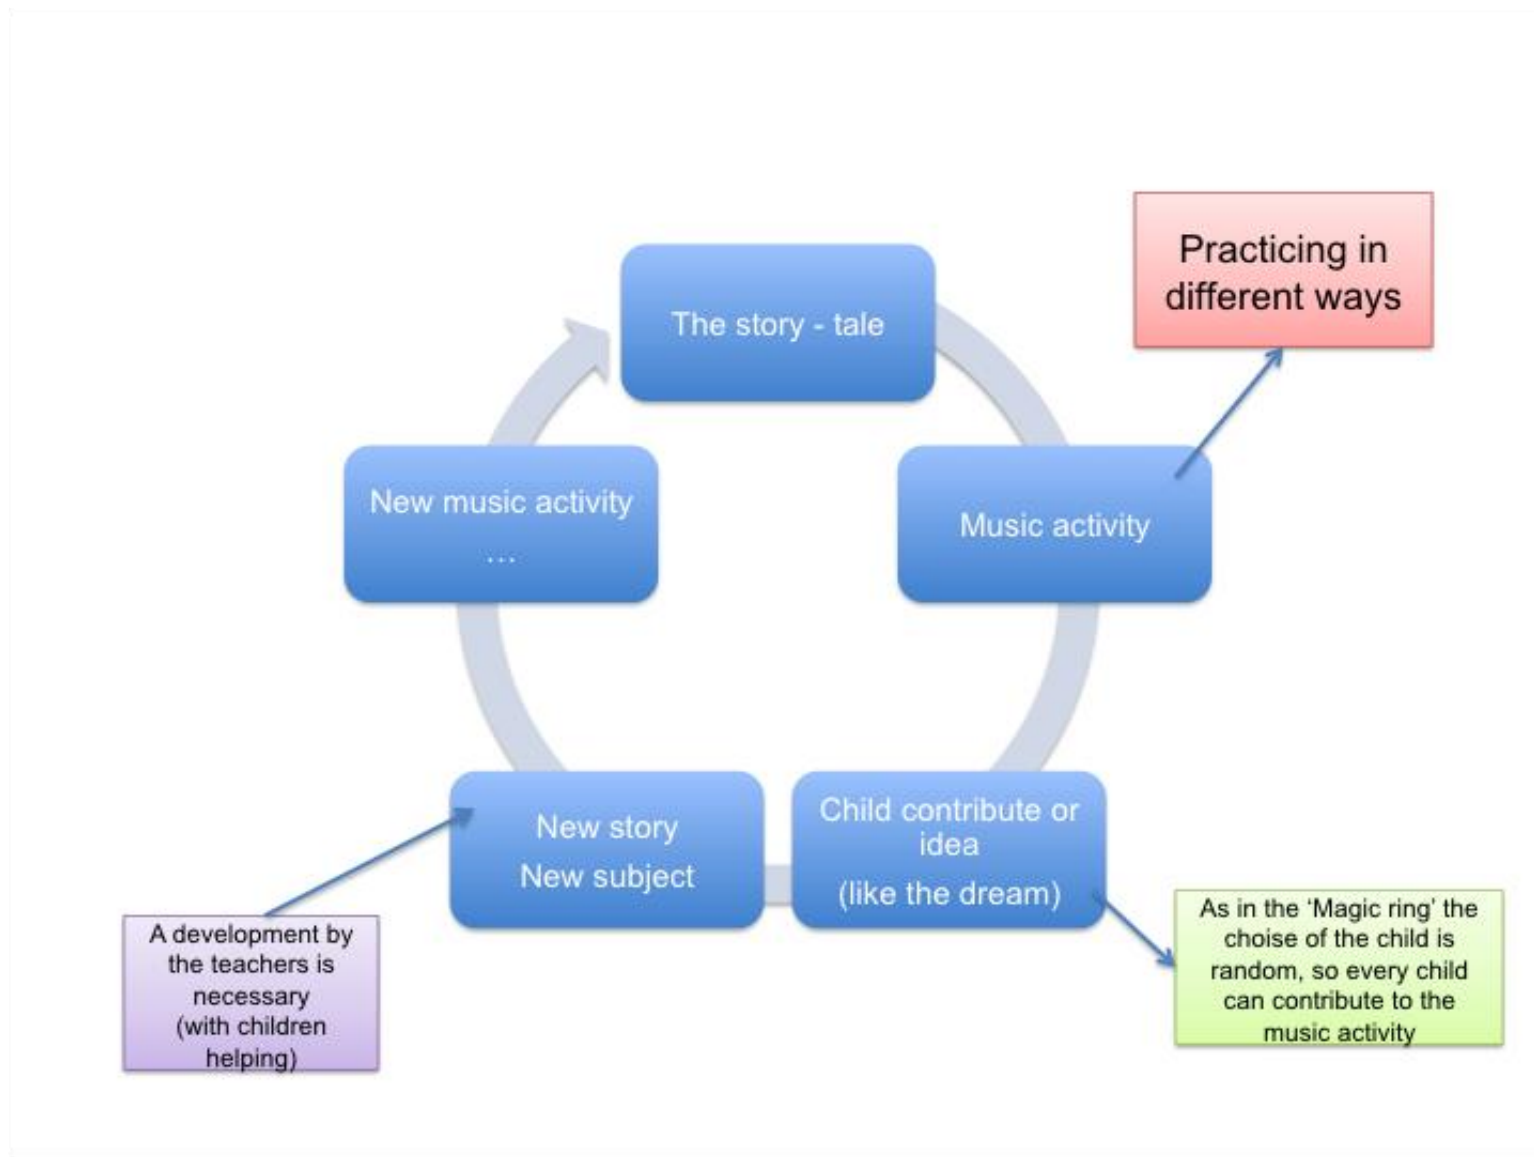 The story - tale
Practicing in
different ways
Music activity
Child contribute or
idea
(like the dream)
As in the ‘Magic ring’ the
choise of the child is
random, so every child
can contribute to the
music activity
New story
New subject
A development by
the teachers is
necessary
(with children
helping)
New music activity
…